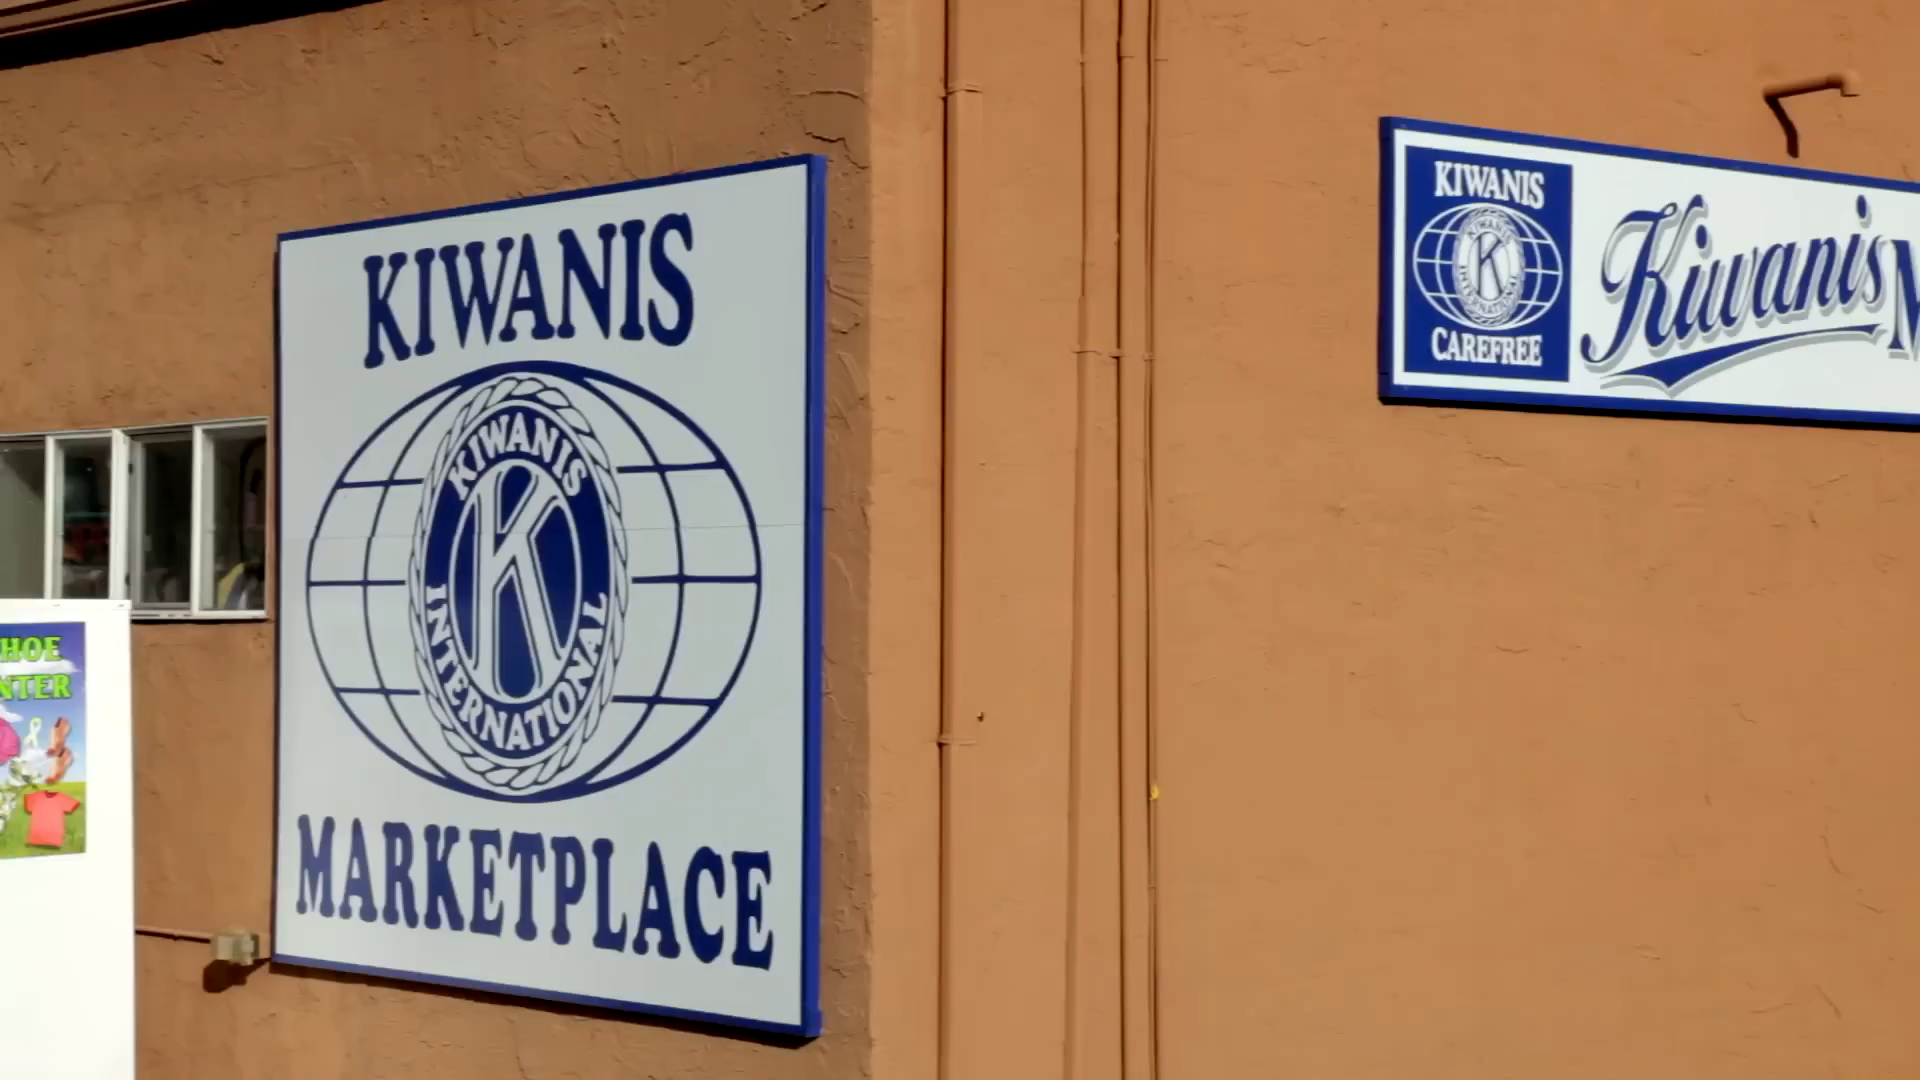 KIWANIS
KIWANIS
K
INTERNATIONAL
MARKETPLACE
KIWANIS
KIWANIS
K
INTERNATIONAL
CAREFREE
Kiwanis M
HOE
NTER